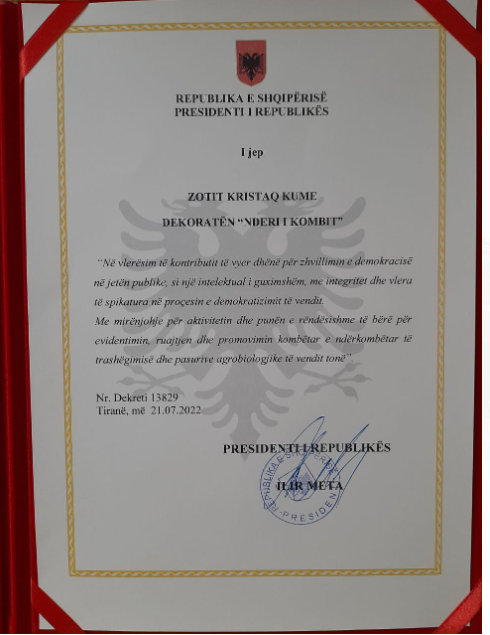 REPUBLIKA E SHQIPËRISË
PRESIDENTI I REPUBLIKËS
I jep
ZOTIT KRISTAQ KUME
DEKORATËN “NDERI I KOMBIT”
“Në vlerësim të kontributit të vyer dhënë për zhvillimin e demokracisë
në jetën publike, si një intelektual i guximshëm, me integritet dhe vlera
të spikatura në proçesin e demokratizimit të vendit.
Me mirënjohje për aktivitetin dhe punën e rëndësishme të bërë për
evidentimin, ruajtjen dhe promovimin kombëtar e ndërkombëtar të
trashëgimisë dhe pasurive agrobiologjike të vendit tonë”
Nr. Dekreti 13829
Tiranë, më 21.07.2022
PRESIDENTI I REPUBLIKËS
ILIR META
REPUBLIKA E SHQIPËRISË
PRESIDENTI